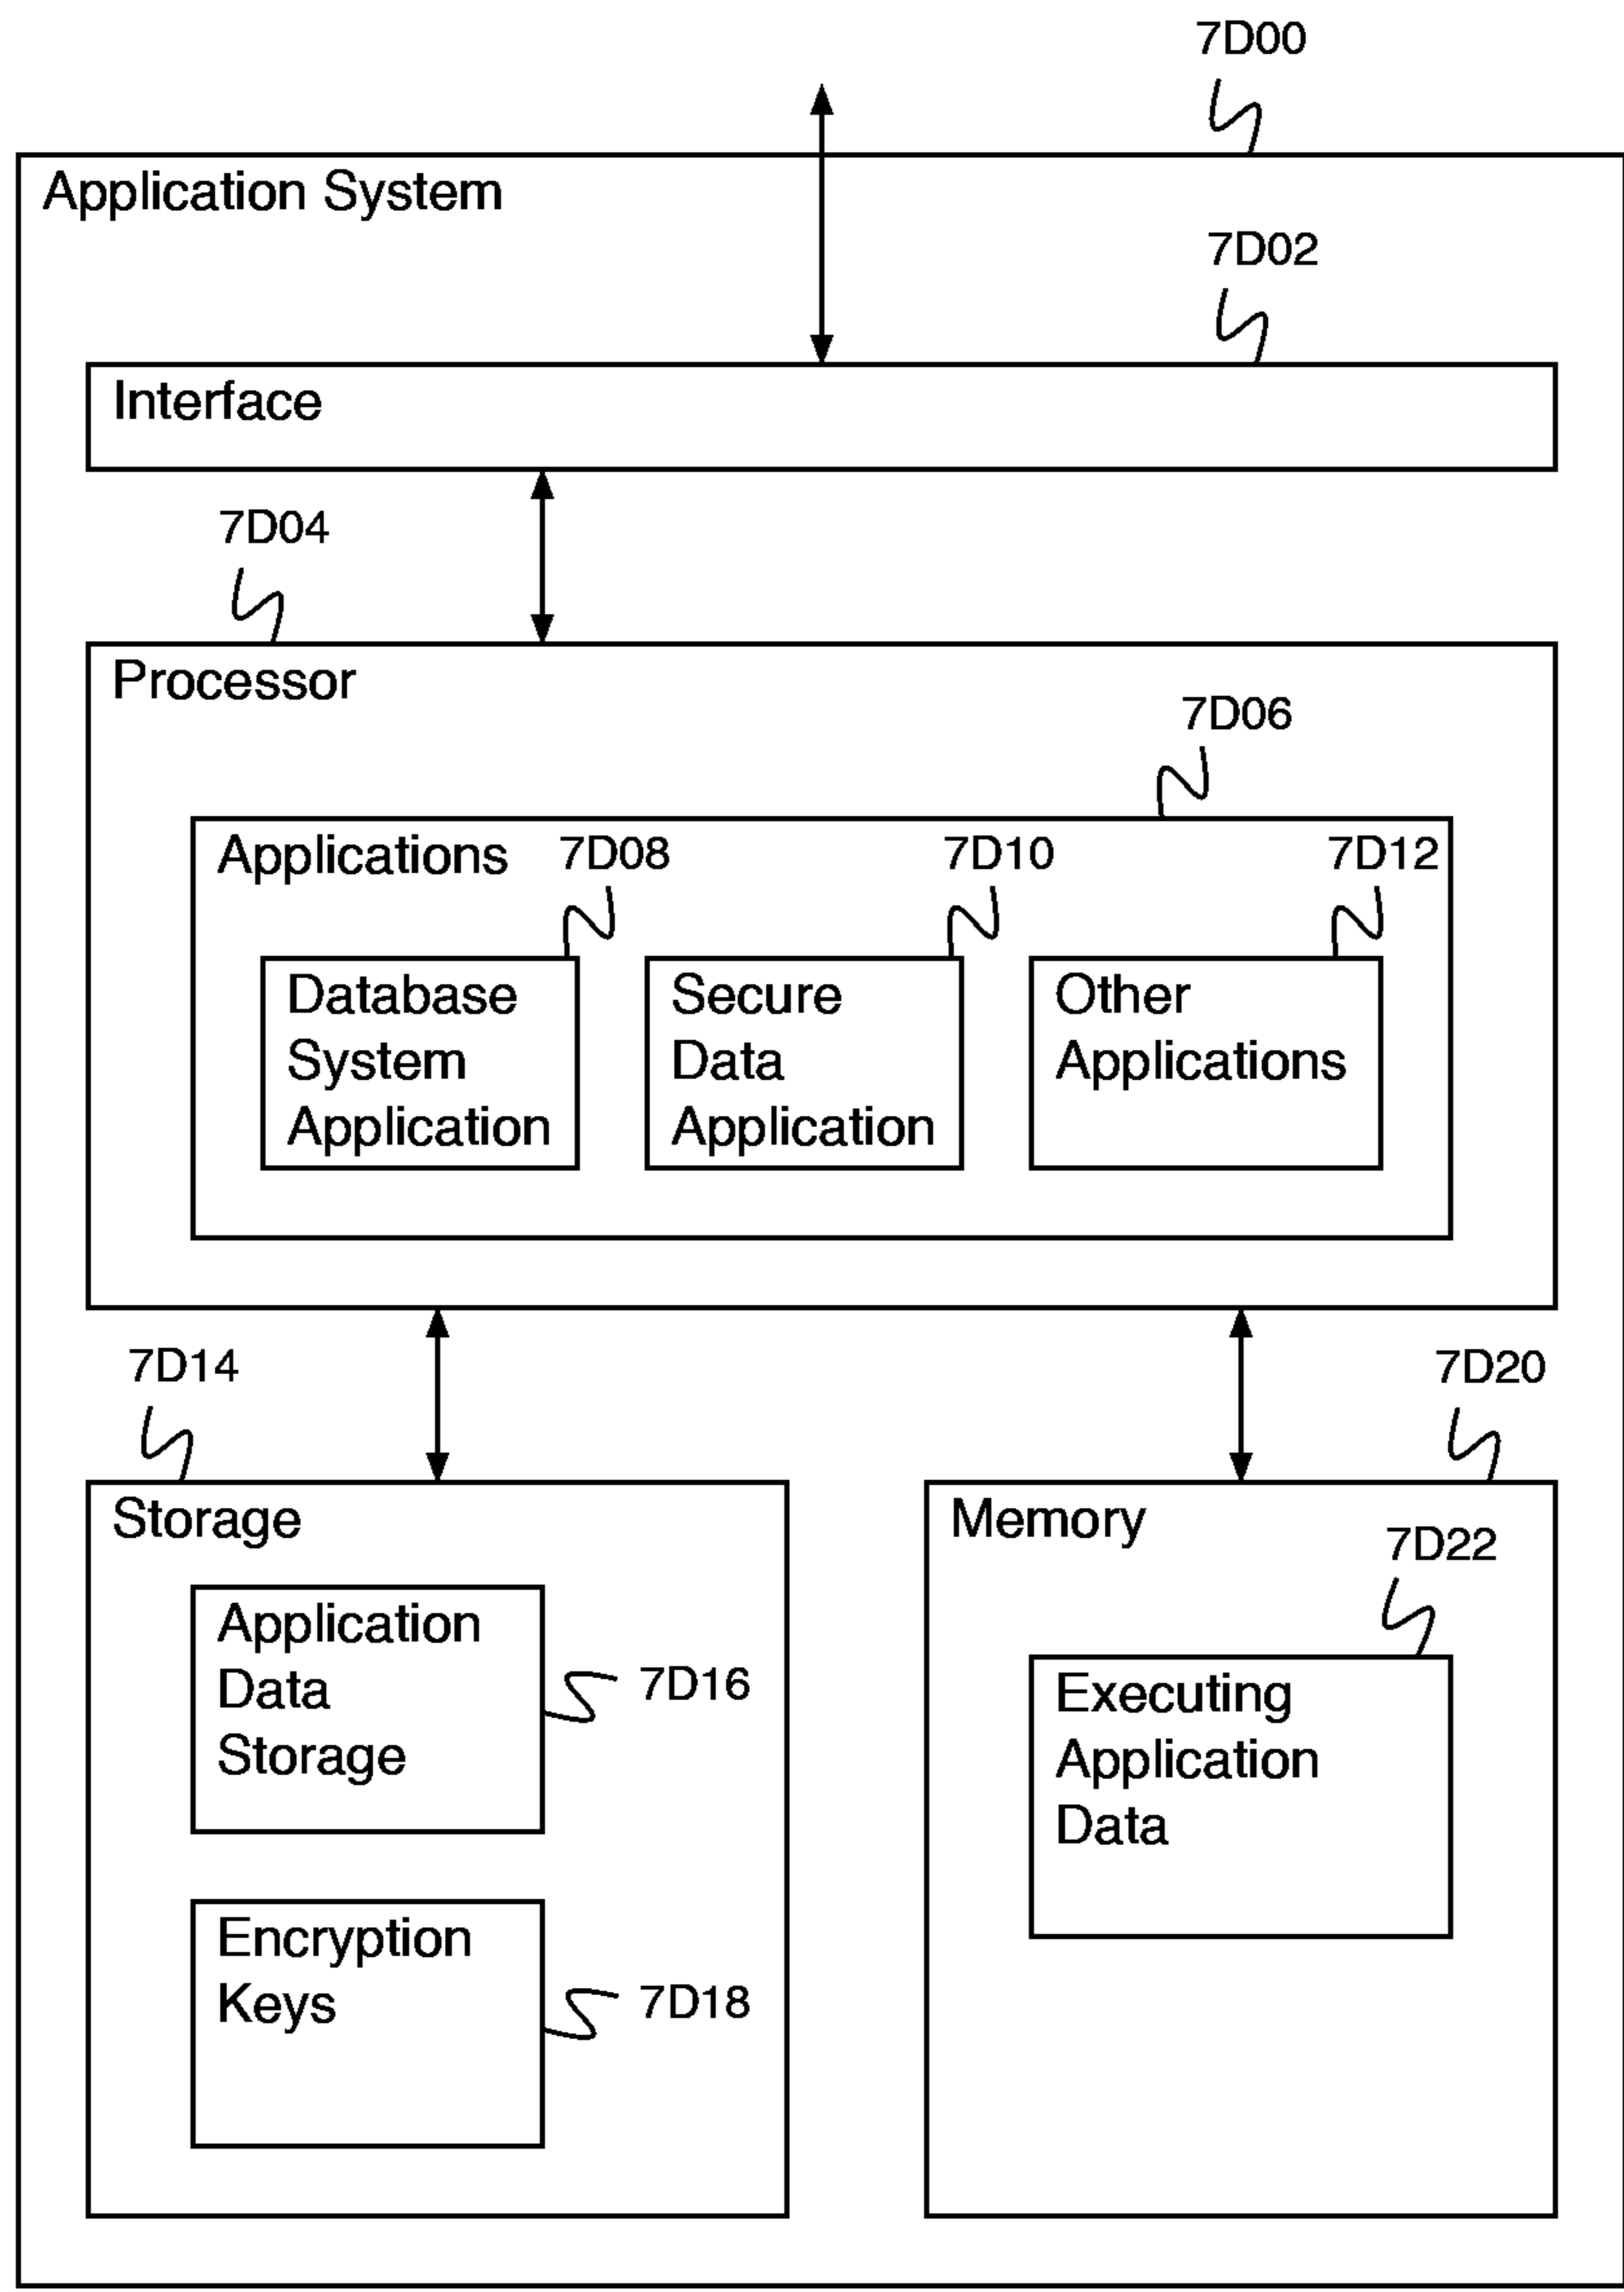 7D00
Application System
7D02
Interface
7D04
Processor
7D06
Applications
7D08
7D10
7D12
Database
System
Application
Secure
Data
Application
Other
Applications
7D14
7D20
Storage
Application
Data
Storage
7D16
Encryption
Keys
7D18
Memory
7D22
Executing
Application
Data